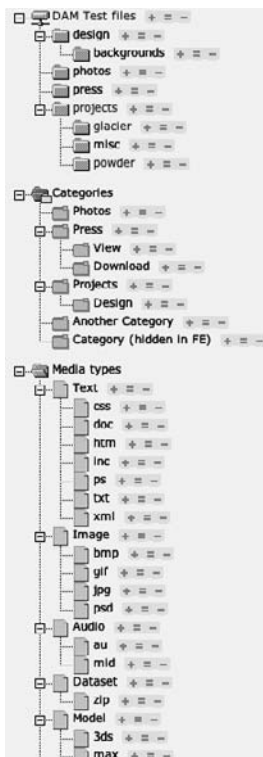 DAM Test files + = -
design + = -
backgrounds + = -
photos + = -
press + = -
projects + = -
glacier + = -
misc + = -
powder + = -
Categories
Photos + = -
Press + = -
View + = -
Download + = -
Projects + = -
Design + = -
Another Category + = -
Category (hidden in FE) + = -
Media types
Text + = -
css + = -
doc + = -
htm + = -
inc + = -
ps + = -
txt + = -
xml + = -
Image + = -
bmp + = -
gif + = -
jpg + = -
psd + = -
Audio + = -
au + = -
mid + = -
Dataset + = -
zip + = -
Model + = -
3ds + = -
max + = -